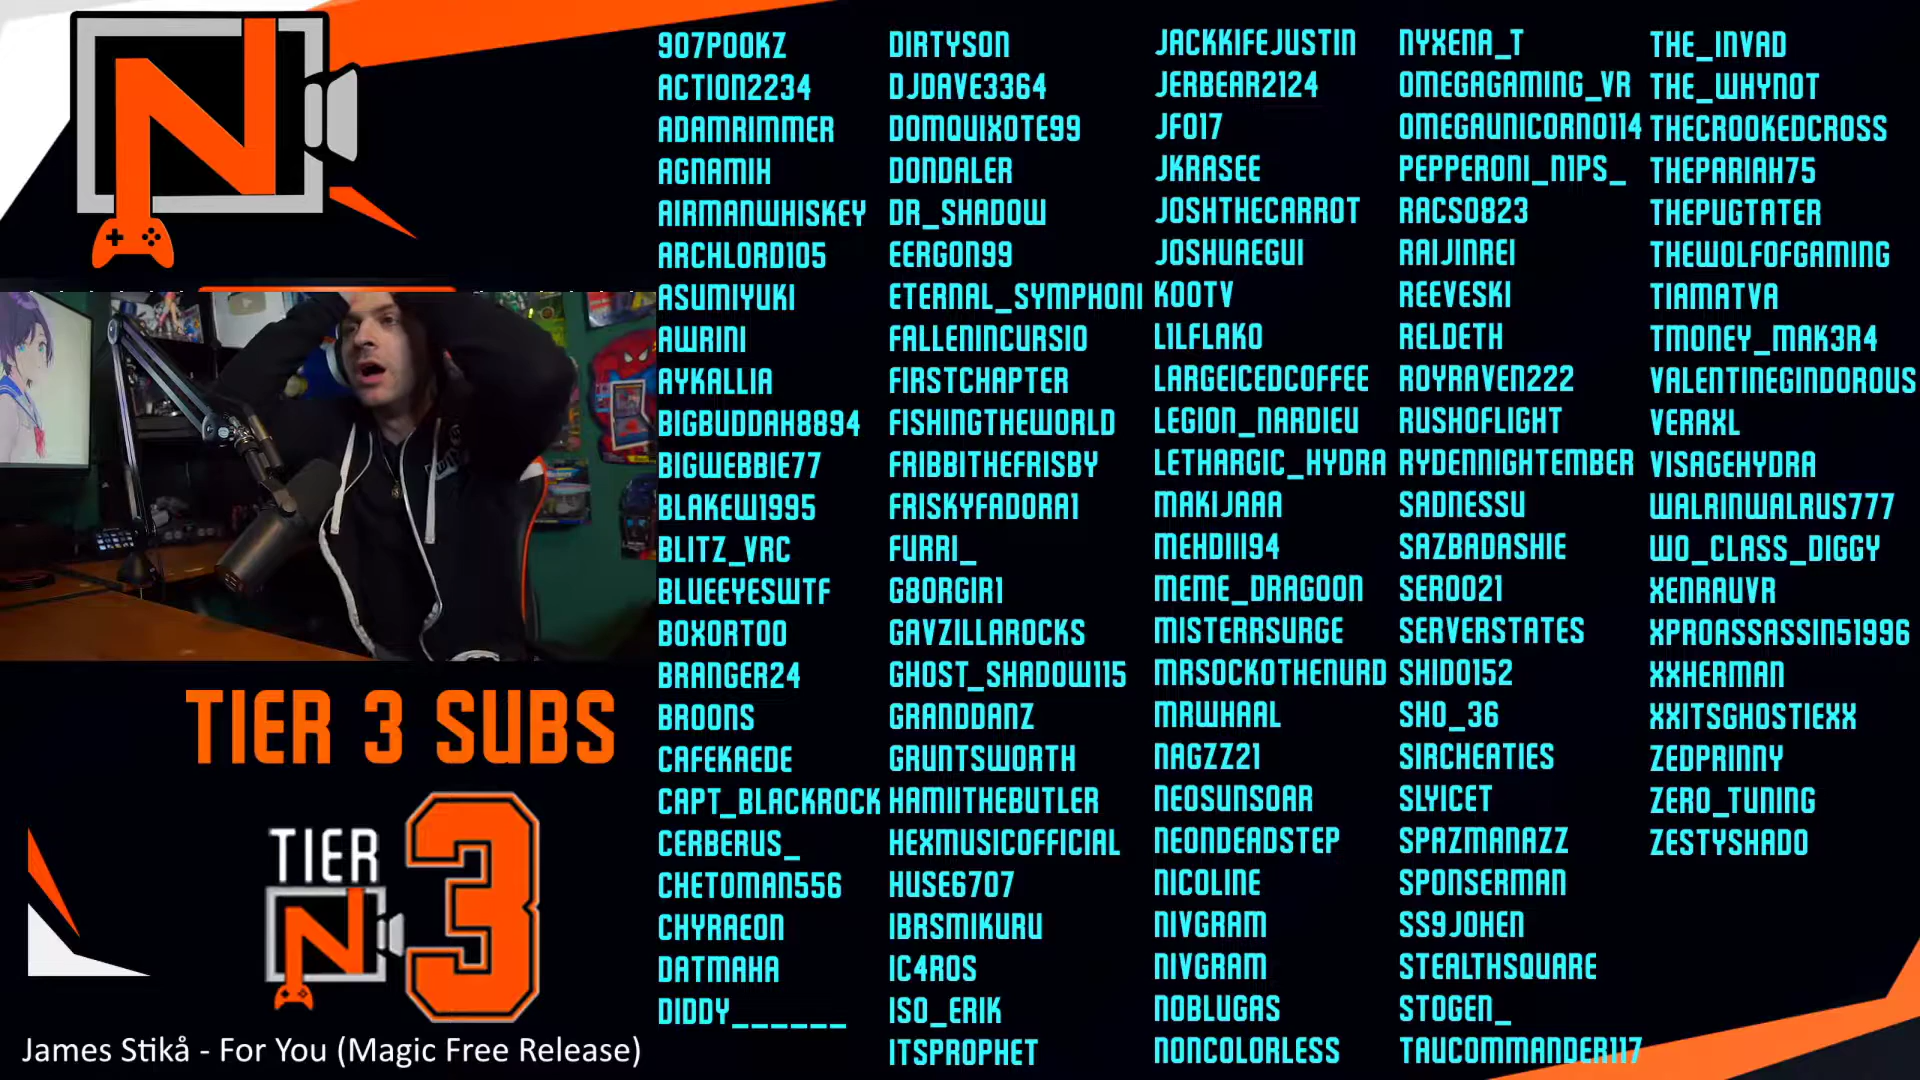 907POOKZ
ACTION2234
ADAMRIMMER
AGNAMIH
AIRMANWHISKEY
ARCHLORD105
ASUMIYUKI
AWRINI
AYKALLIA
BIGBUDDAH8894
BIGWEBBIE77
BLAKEW1995
BLITZ_VRC
BLUEEYESWTF
BOXORTOO
BRANGER24
BROONS
CAFEKAEDE
CAPT_BLACKROCK
CERBERUS_
CHETOMAN556
CHYRAEON
DATMAHA
DIDDY______
DIRTYSON
DJDAVE3364
DOMQUIXOTE99
DONDALER
DR_SHADOW
EERGON99
ETERNAL_SYMPHONI
FALLENINCURSIO
FIRSTCHAPTER
FISHINGTHEWORLD
FRIBBITHEFRISBY
FRISKYFADORA1
FURRI_
G8ORGIR1
GAVZILLAROCKS
GHOST_SHADOW115
GRANDDANZ
GRUNTSWORTH
HAMIITHEBUTLER
HEXMUSICOFFICIAL
HUSE6707
IBRSMIKURU
IC4ROS
ISO_ERIK
ITSPROPHET
JACKKIFEJUSTIN
JERBEAR2124
JF017
JKRASEE
JOSHTHECARROT
JOSHUAEGUI
KOOTV
L1LFLAKO
LARGEICEDCOFFEE
LEGION_NARDIEU
LETHARGIC_HYDRA
MAKIJAAA
MEHDIII94
MEME_DRAGOON
MISTERRSURGE
MRSOCKOTHENURD
MRWHAAL
NAGZZ21
NEOSUNSOAR
NEONDEADSTEP
NICOLINE
NIVGRAM
NIVGRAM
NOBLUGAS
NONCOLORLESS
NYXENA_T
OMEGAGAMING_VR
OMEGAUNICORN0114
PEPPERONI_N1PS_
RACSO823
RAIJINREI
REEVESKI
RELDETH
ROYRAVEN222
RUSHOFLIGHT
RYDENNIGHTEMBER
SADNESSU
SAZBADASHIE
SERO021
SERVERSTATES
SHIDO152
SHO_36
SIRCHEATIES
SLYICET
SPAZMANAZZ
SPONSERMAN
SS9JOHEN
STEALTHSQUARE
STOGEN_
TAUCOMMANDER117
THE_INVAD
THE_WHYNOT
THECROOKEDCROSS
THEPARIAH75
THEPUGTATER
THEWOLFOFGAMING
TIAMATVA
TMONEY_MAK3R4
VALENTINEGINDOROUS
VERAXL
VISAGEHYDRA
WALRINWALRUS777
WO_CLASS_DIGGY
XENRAUVR
XPROASSASSIN51996
XXHERMAN
XXITSGHOSTIEXX
ZEDPRINNY
ZERO_TUNING
ZESTYSHADO
TIER 3 SUBS
TIER
N 3
James Stikå - For You (Magic Free Release)